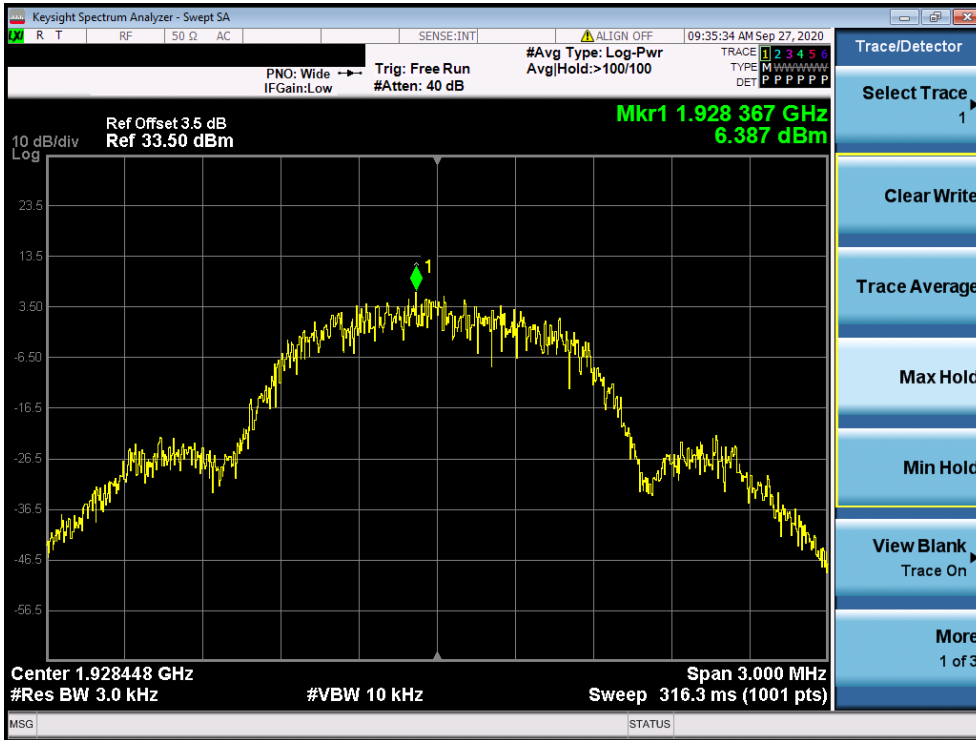 Keysight Spectrum Analyzer - Swept SA
LXI R T RF 50 Ω AC SENSE:INT ALIGN OFF 09:35:34 AM Sep 27, 2020
PNO: Wide
IFGain:Low
Trig: Free Run
#Atten: 40 dB
#Avg Type: Log-Pwr
Avg|Hold:>100/100
TRACE 1 2 3 4 5 6
TYPE M W W W W W
DET P P P P P P
Mkr1 1.928 367 GHz
6.387 dBm
Ref Offset 3.5 dB
10 dB/div Ref 33.50 dBm
Log
23.5
13.5
1
3.50
-6.50
-16.5
-26.5
-36.5
-46.5
-56.5
Center 1.928448 GHz Span 3.000 MHz
#Res BW 3.0 kHz #VBW 10 kHz Sweep 316.3 ms (1001 pts)
MSG STATUS
Trace/Detector
Select Trace
1
Clear Write
Trace Average
Max Hold
Min Hold
View Blank
Trace On
More
1 of 3